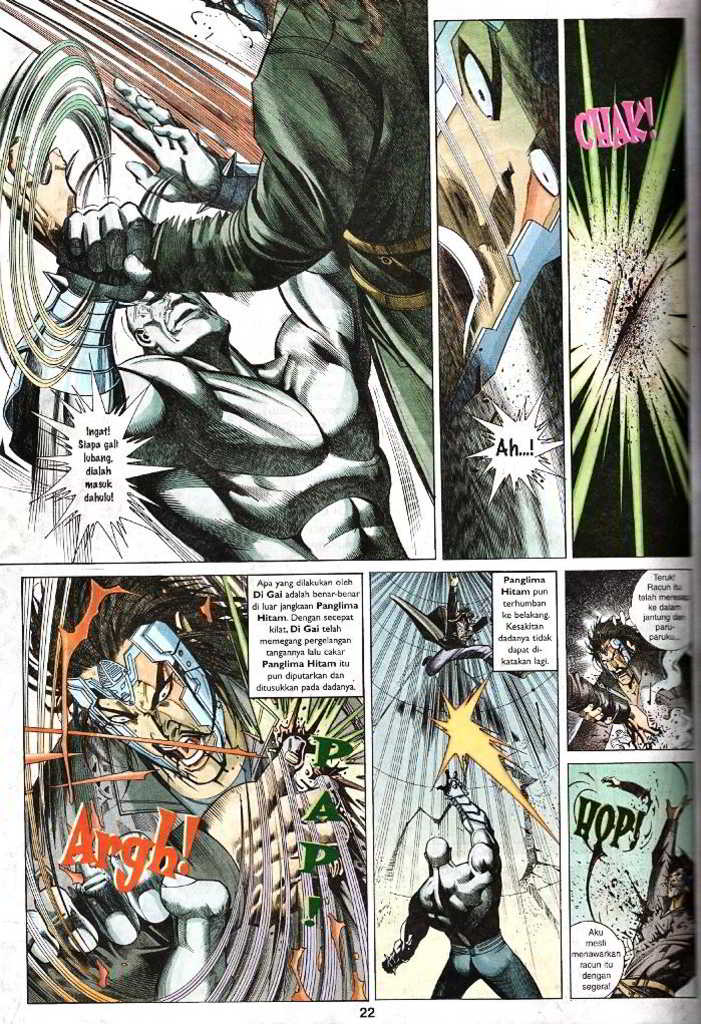 Ingat!
Siapa gali
lubang,
dialah
masuk
dahulu!
Ah...!
CHAK!
Apa yang dilakukan oleh
Di Gai adalah benar-benar
di luar jangkaan Panglima
Hitam. Dengan secepat
kilat, Di Gai telah
memegang pergelangan
tangannya lalu cakar
Panglima Hitam itu
pun diputarkan dan
ditusukkan pada dadanya.
Argh!
PAP!
Panglima
Hitam pun
terhumban
ke belakang.
Kesakitan
dadanya tidak
dapat di-
katakan lagi.
Teruk!
Racun itu
telah meresap
ke dalam
jantung dan
paru-
paruku...
HOP!
Aku
mesti
menawarkan
racun itu
dengan
segera!
22